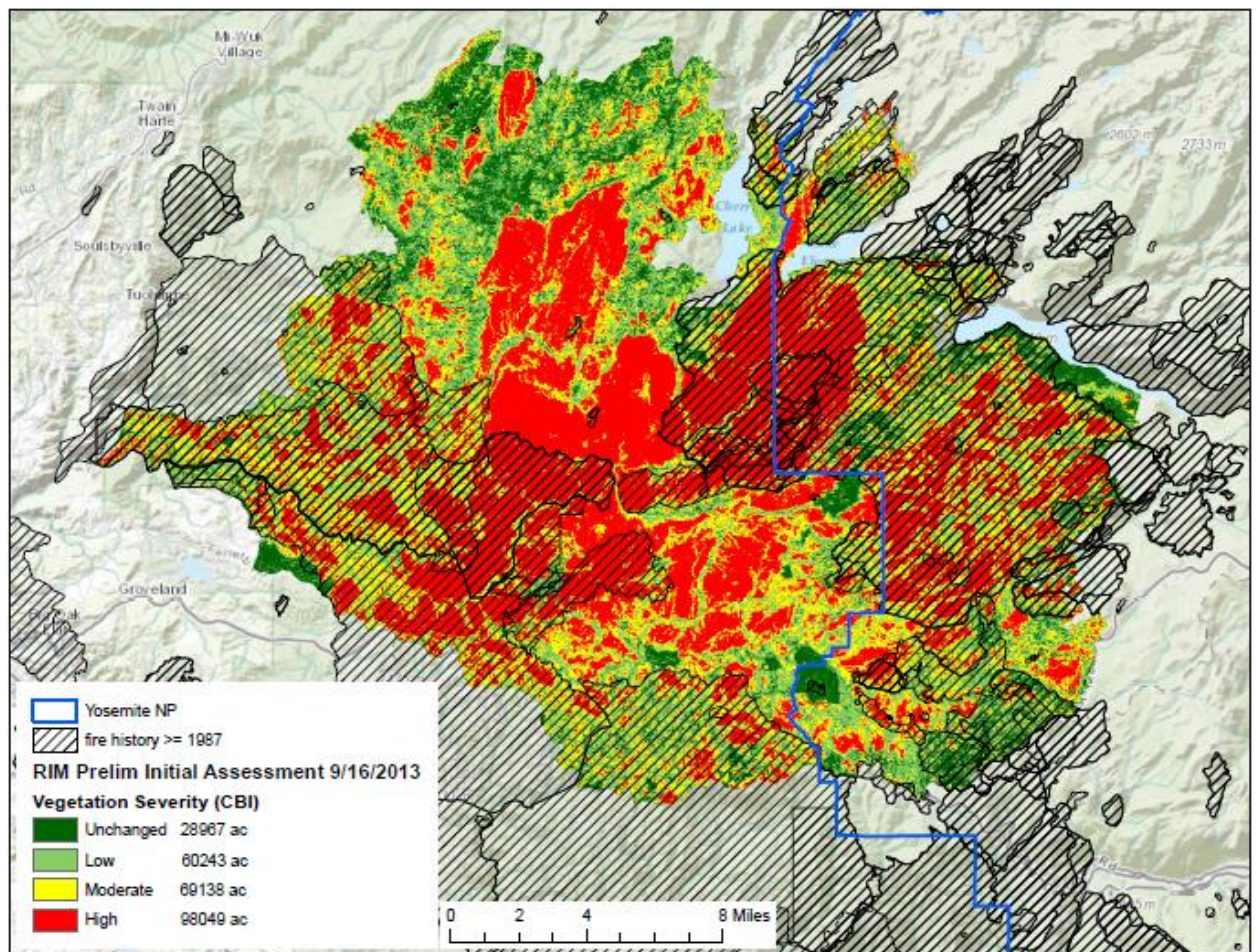 Mi-Wuk
Village
Twain
Harte
2602 m
2733 m
Lake
Soulsbyville
Groveland
Yosemite NP
fire history >= 1987
RIM Prelim Initial Assessment 9/16/2013
Vegetation Severity (CBI)
Unchanged 28967 ac
Low 60243 ac
Moderate 69138 ac
High 98049 ac
0 2 4 8 Miles
Rd